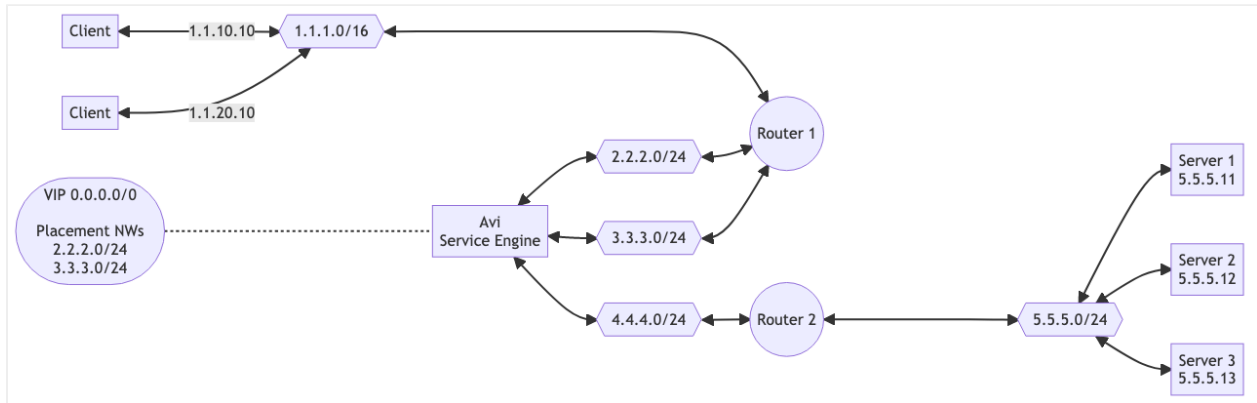 Client
1.1.10.10
1.1.1.0/16
Client
1.1.20.10
Router 1
2.2.2.0/24
VIP 0.0.0.0/0
Placement NWs
2.2.2.0/24
3.3.3.0/24
Avi
Service Engine
3.3.3.0/24
4.4.4.0/24
Router 2
5.5.5.0/24
Server 1
5.5.5.11
Server 2
5.5.5.12
Server 3
5.5.5.13